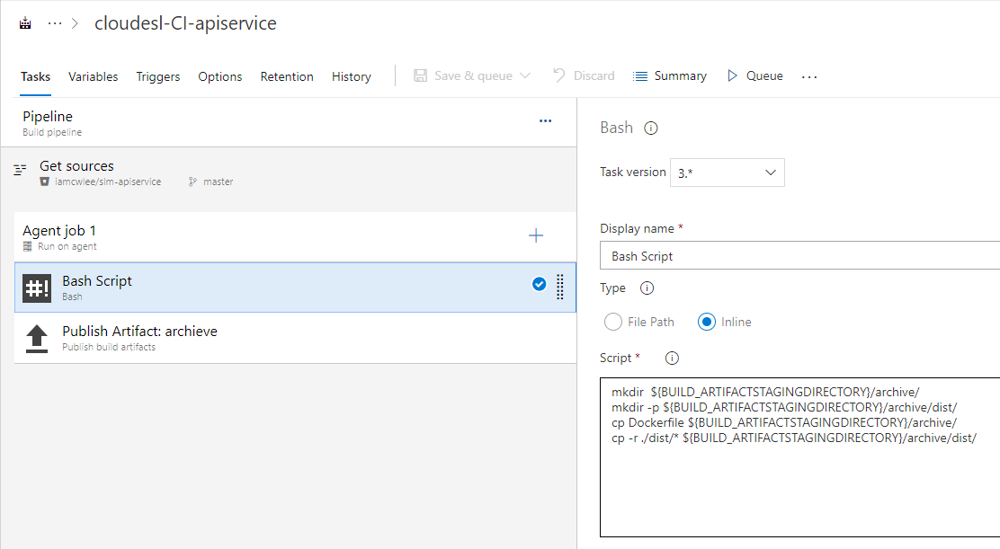 cloudesl-CI-apiservice
Tasks Variables Triggers Options Retention History Save & queue Discard Summary Queue
Pipeline
Build pipeline
Get sources
iamcwlee/slm-apiservice master
Agent job 1
Run on agent
#! Bash Script
Bash
Publish Artifact: archieve
Publish build artifacts
Bash
Task version 3.*
Display name *
Bash Script
Type
File Path Inline
Script *
mkdir  ${BUILD_ARTIFACTSTAGINGDIRECTORY}/archive/
mkdir -p ${BUILD_ARTIFACTSTAGINGDIRECTORY}/archive/dist/
cp Dockerfile ${BUILD_ARTIFACTSTAGINGDIRECTORY}/archive/
cp -r ./dist/* ${BUILD_ARTIFACTSTAGINGDIRECTORY}/archive/dist/